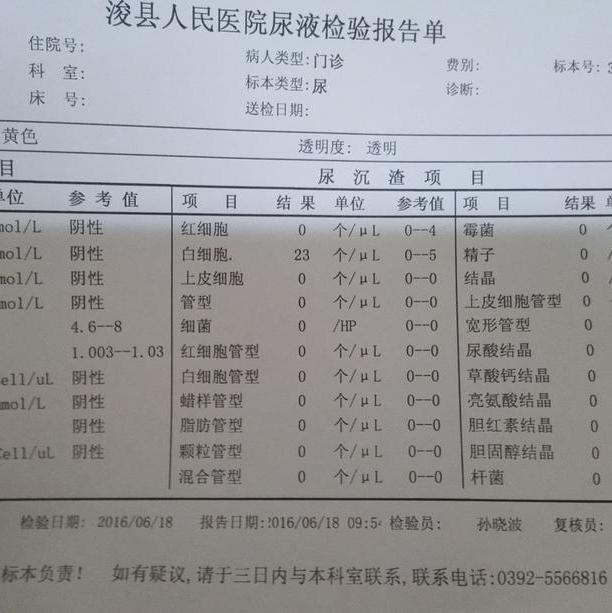 浚县人民医院尿液检验报告单
住院号: 病人类型:门诊 费别: 标本号:
科 室: 标本类型:尿 诊断:
床 号: 送检日期:
黄色 透明度: 透明
目 尿 沉 渣 项 目
单位 参 考 值 项 目 结 果 单位 参考值 项 目 结果
mol/L 阴性 红细胞 0 个/μL 0--4 霉菌 0
mol/L 阴性 白细胞. 23 个/μL 0--5 精子 0
mol/L 阴性 上皮细胞 0 个/μL 0--0 结晶 0
mol/L 阴性 管型 0 个/μL 0--0 上皮细胞管型 0
4.6--8 细菌 0 /HP 0--0 宽形管型 0
1.003--1.03 红细胞管型 0 个/μL 0--0 尿酸结晶 0
Cell/uL 阴性 白细胞管型 0 个/μL 0--0 草酸钙结晶 0
umol/L 阴性 蜡样管型 0 个/μL 0--0 亮氨酸结晶 0
阴性 脂肪管型 0 个/μL 0--0 胆红素结晶 0
Cell/uL 阴性 颗粒管型 0 个/μL 0--0 胆固醇结晶 0
混合管型 0 个/μL 0--0 杆菌 0
检验日期: 2016/06/18 报告日期:2016/06/18 09:54 检验员: 孙晓波 复核员:
标本负责! 如有疑议,请于三日内与本科室联系,联系电话:0392-5566816